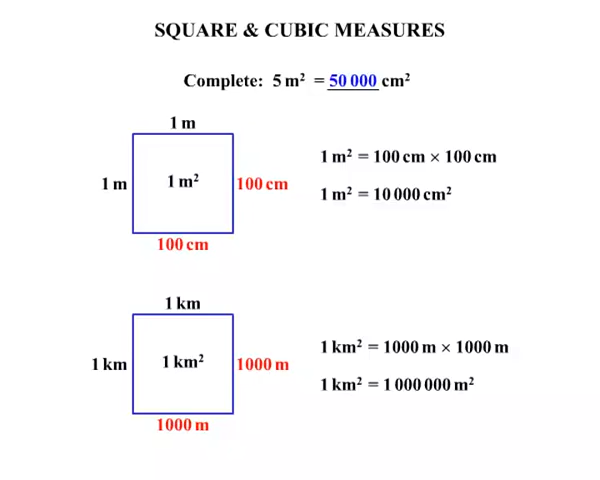 SQUARE & CUBIC MEASURES
Complete: 5 m² = 50 000 cm²
1 m
1 m
1 m²
100 cm
100 cm
1 m² = 100 cm × 100 cm
1 m² = 10 000 cm²
1 km
1 km
1 km²
1000 m
1000 m
1 km² = 1000 m × 1000 m
1 km² = 1 000 000 m²